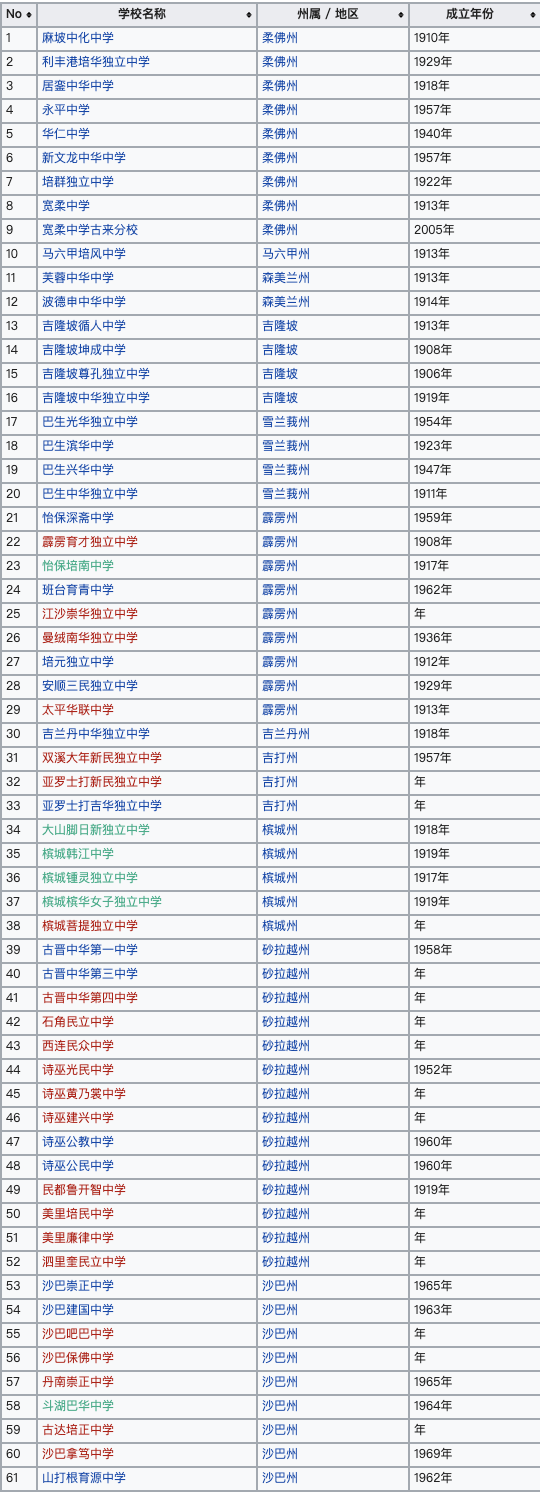 No 学校名称 州属 / 地区 成立年份
1 麻坡中化中学 柔佛州 1910年
2 利丰港培华独立中学 柔佛州 1929年
3 居銮中华中学 柔佛州 1918年
4 永平中学 柔佛州 1957年
5 华仁中学 柔佛州 1940年
6 新文龙中华中学 柔佛州 1957年
7 培群独立中学 柔佛州 1922年
8 宽柔中学 柔佛州 1913年
9 宽柔中学古来分校 柔佛州 2005年
10 马六甲培风中学 马六甲州 1913年
11 芙蓉中华中学 森美兰州 1913年
12 波德申中华中学 森美兰州 1914年
13 吉隆坡循人中学 吉隆坡 1913年
14 吉隆坡坤成中学 吉隆坡 1908年
15 吉隆坡尊孔独立中学 吉隆坡 1906年
16 吉隆坡中华独立中学 吉隆坡 1919年
17 巴生光华独立中学 雪兰莪州 1954年
18 巴生滨华中学 雪兰莪州 1923年
19 巴生兴华中学 雪兰莪州 1947年
20 巴生中华独立中学 雪兰莪州 1911年
21 怡保深斋中学 霹雳州 1959年
22 霹雳育才独立中学 霹雳州 1908年
23 怡保培南中学 霹雳州 1917年
24 班台育青中学 霹雳州 1962年
25 江沙崇华独立中学 霹雳州 年
26 曼绒南华独立中学 霹雳州 1936年
27 培元独立中学 霹雳州 1912年
28 安顺三民独立中学 霹雳州 1929年
29 太平华联中学 霹雳州 1913年
30 吉兰丹中华独立中学 吉兰丹州 1918年
31 双溪大年新民独立中学 吉打州 1957年
32 亚罗士打新民独立中学 吉打州 年
33 亚罗士打吉华独立中学 吉打州 年
34 大山脚日新独立中学 槟城州 1918年
35 槟城韩江中学 槟城州 1919年
36 槟城锺灵独立中学 槟城州 1917年
37 槟城槟华女子独立中学 槟城州 1919年
38 槟城菩提独立中学 槟城州 年
39 古晋中华第一中学 砂拉越州 1958年
40 古晋中华第三中学 砂拉越州 年
41 古晋中华第四中学 砂拉越州 年
42 石角民立中学 砂拉越州 年
43 西连民众中学 砂拉越州 年
44 诗巫光民中学 砂拉越州 1952年
45 诗巫黄乃裳中学 砂拉越州 年
46 诗巫建兴中学 砂拉越州 年
47 诗巫公教中学 砂拉越州 1960年
48 诗巫公民中学 砂拉越州 1960年
49 民都鲁开智中学 砂拉越州 1919年
50 美里培民中学 砂拉越州 年
51 美里廉律中学 砂拉越州 年
52 泗里奎民立中学 砂拉越州 年
53 沙巴崇正中学 沙巴州 1965年
54 沙巴建国中学 沙巴州 1963年
55 沙巴吧巴中学 沙巴州 年
56 沙巴保佛中学 沙巴州 年
57 丹南崇正中学 沙巴州 1965年
58 斗湖巴华中学 沙巴州 1964年
59 古达培正中学 沙巴州 年
60 沙巴拿笃中学 沙巴州 1969年
61 山打根育源中学 沙巴州 1962年